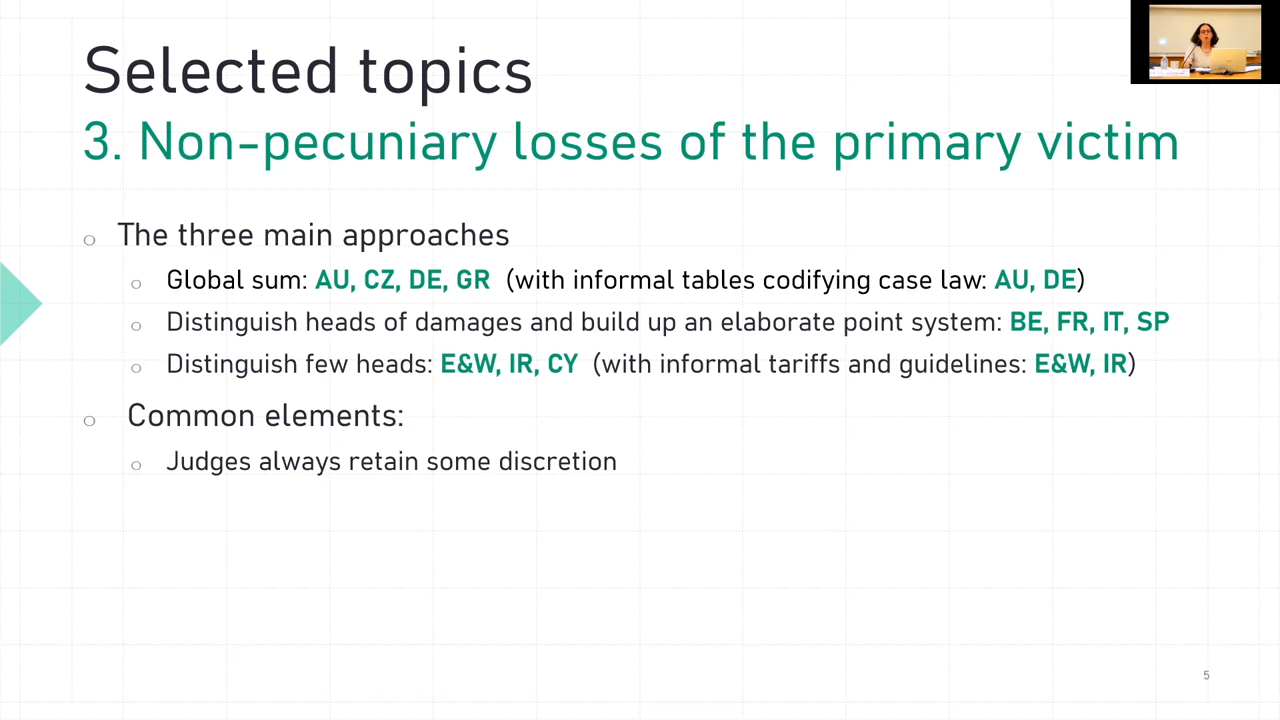 Selected topics
3. Non-pecuniary losses of the primary victim
The three main approaches
Global sum: AU, CZ, DE, GR (with informal tables codifying case law: AU, DE)
Distinguish heads of damages and build up an elaborate point system: BE, FR, IT, SP
Distinguish few heads: E&W, IR, CY (with informal tariffs and guidelines: E&W, IR)
Common elements:
Judges always retain some discretion
5